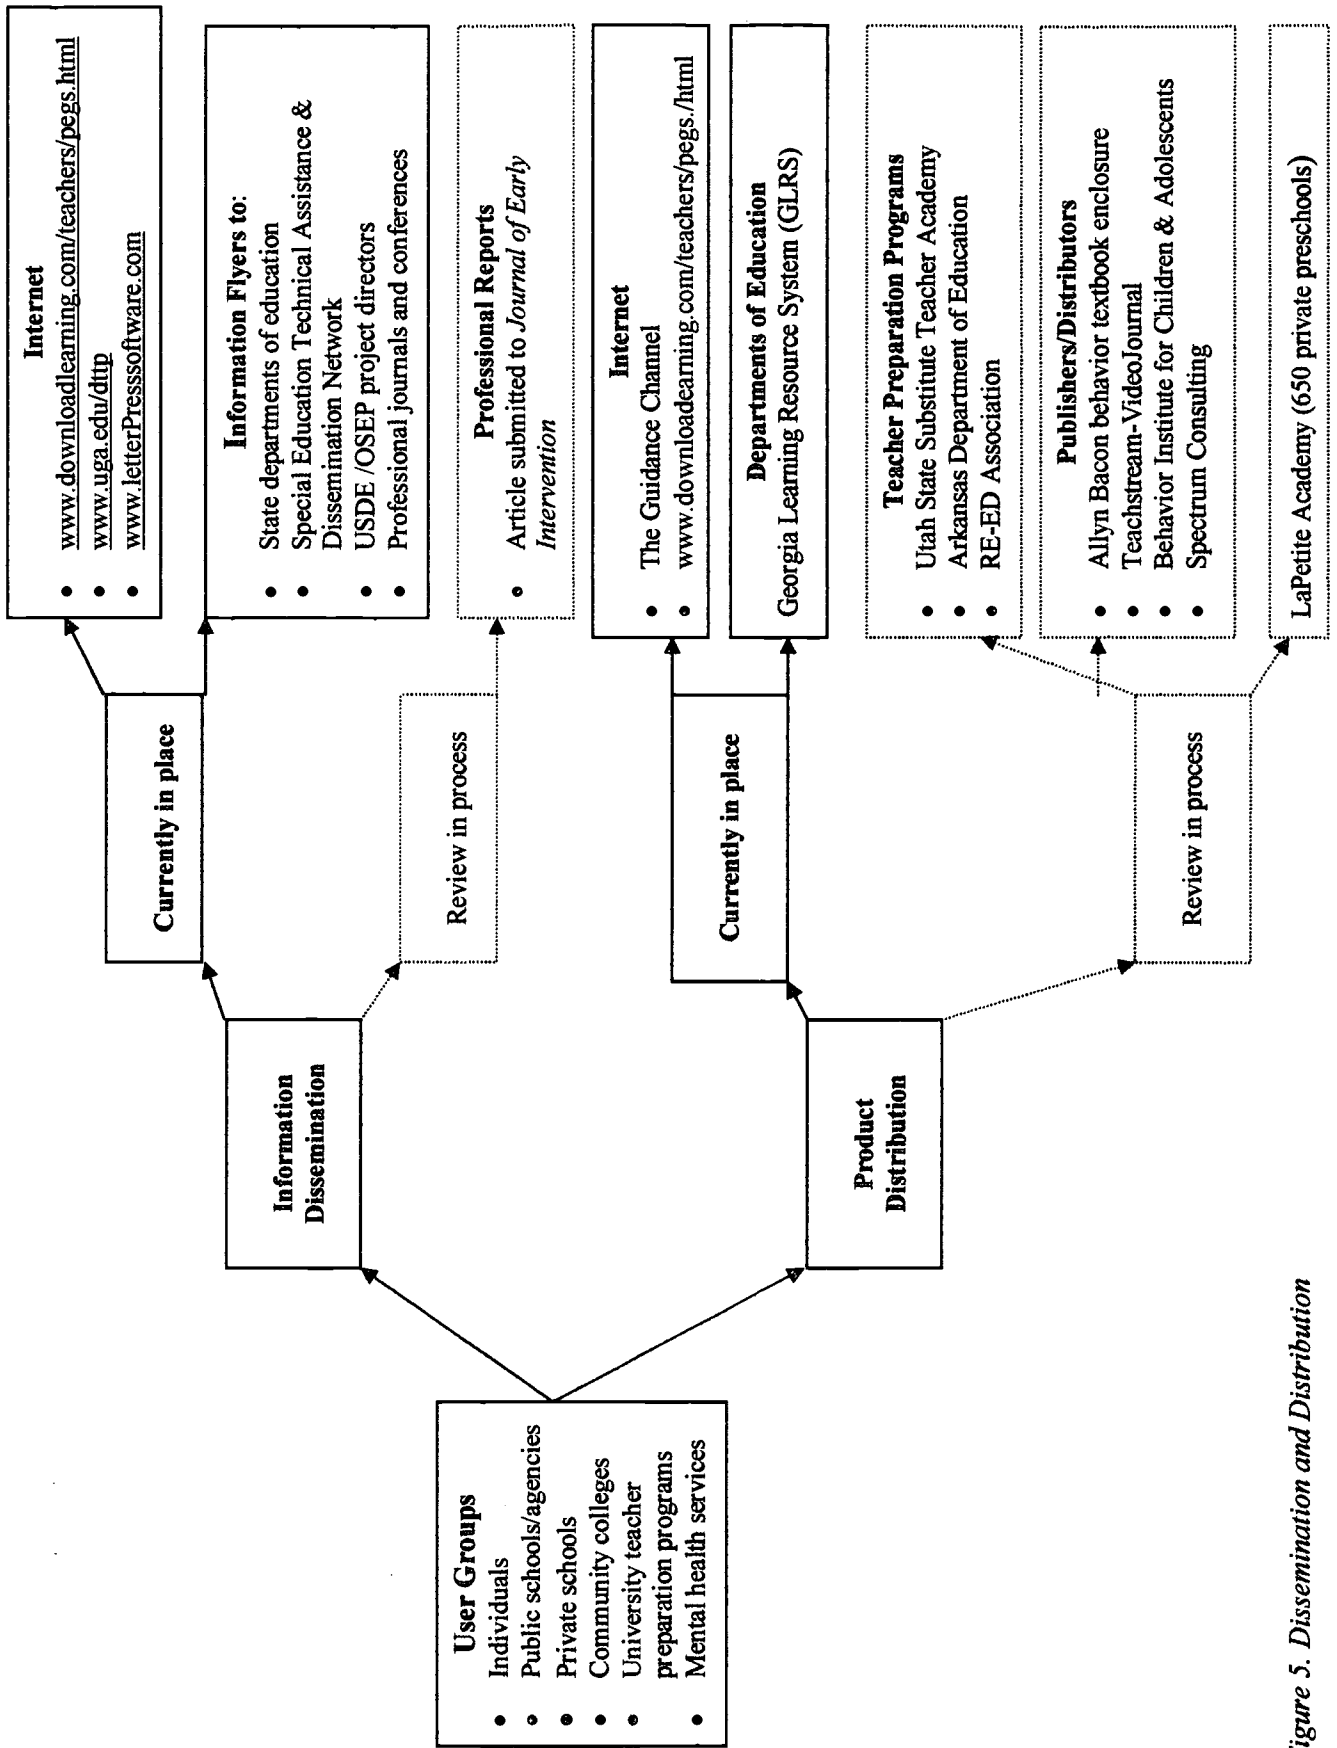 User Groups
Individuals
Public schools/agencies
Private schools
Community colleges
University teacher
preparation programs
Mental health services
Information
Dissemination
Product
Distribution
Currently in place
Review in process
Currently in place
Review in process
Internet
www.downloadlearning.com/teachers/pegs.html
www.uga.edu/dttp
www.letterPresssoftware.com
Information Flyers to:
State departments of education
Special Education Technical Assistance &
Dissemination Network
USDE /OSEP project directors
Professional journals and conferences
Professional Reports
Article submitted to Journal of Early
Intervention
Internet
The Guidance Channel
www.downloadearning.com/teachers/pegs./html
Departments of Education
Georgia Learning Resource System (GLRS)
Teacher Preparation Programs
Utah State Substitute Teacher Academy
Arkansas Department of Education
RE-ED Association
Publishers/Distributors
Allyn Bacon behavior textbook enclosure
Teachstream-VideoJournal
Behavior Institute for Children & Adolescents
Spectrum Consulting
LaPetite Academy (650 private preschools)
Figure 5. Dissemination and Distribution